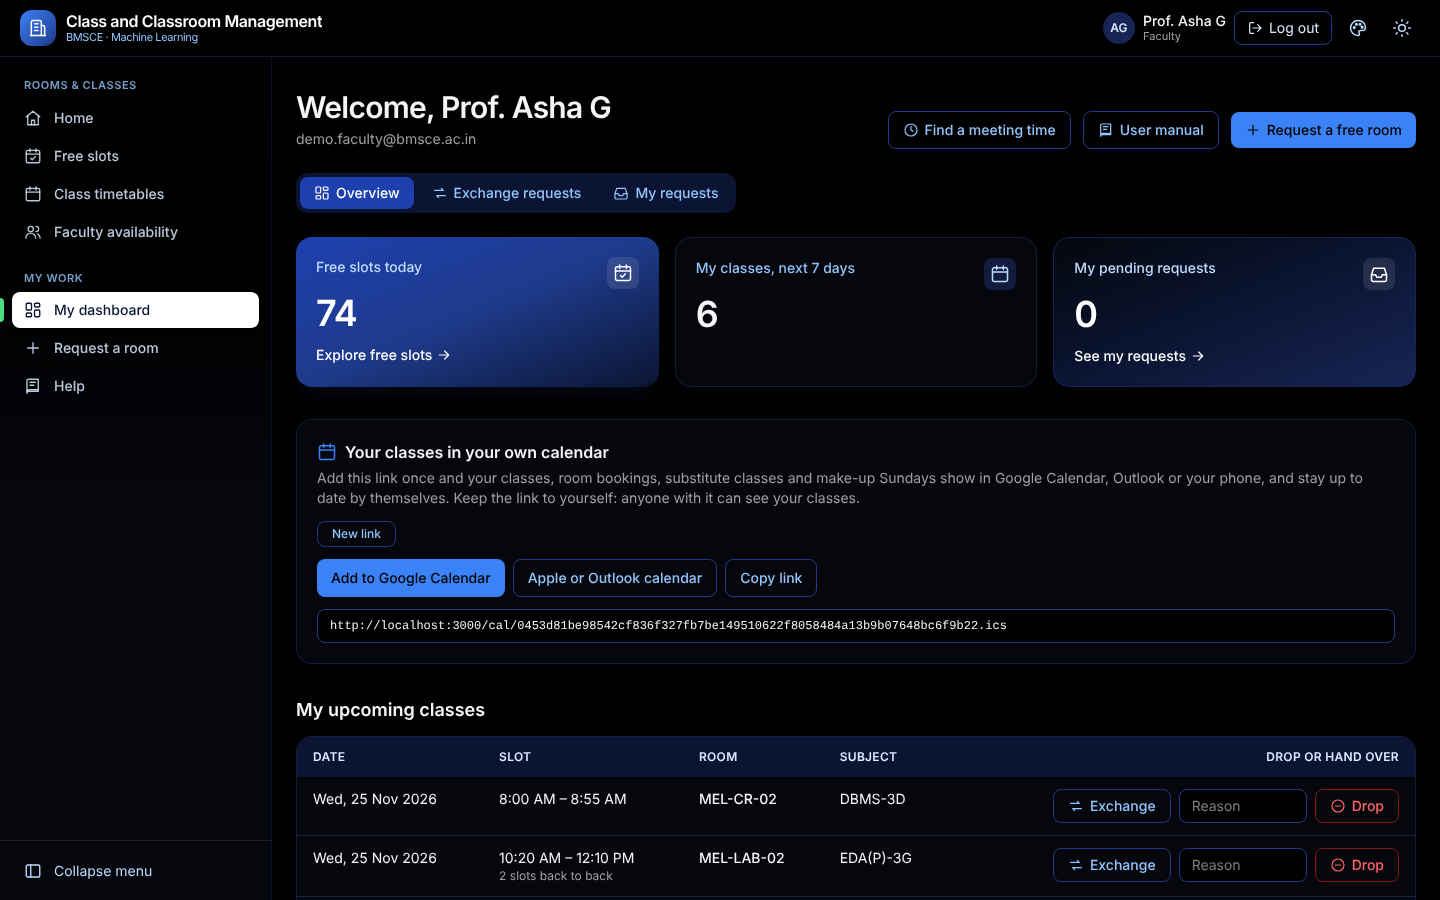 Class and Classroom Management
BMSCE · Machine Learning
AG
Prof. Asha G
Faculty
Log out
ROOMS & CLASSES
Home
Free slots
Class timetables
Faculty availability
MY WORK
My dashboard
Request a room
Help
Collapse menu
Welcome, Prof. Asha G
demo.faculty@bmsce.ac.in
Find a meeting time
User manual
Request a free room
Overview
Exchange requests
My requests
Free slots today
74
Explore free slots →
My classes, next 7 days
6
My pending requests
0
See my requests →
Your classes in your own calendar
Add this link once and your classes, room bookings, substitute classes and make-up Sundays show in Google Calendar, Outlook or your phone, and stay up to
date by themselves. Keep the link to yourself: anyone with it can see your classes.
New link
Add to Google Calendar
Apple or Outlook calendar
Copy link
http://localhost:3000/cal/0453d81be98542cf836f327fb7be149510622f8058484a13b9b07648bc6f9b22.ics
My upcoming classes
DATE SLOT ROOM SUBJECT DROP OR HAND OVER
Wed, 25 Nov 2026 8:00 AM – 8:55 AM MEL-CR-02 DBMS-3D Exchange Reason Drop
Wed, 25 Nov 2026 10:20 AM – 12:10 PM MEL-LAB-02 EDA(P)-3G Exchange Reason Drop
2 slots back to back